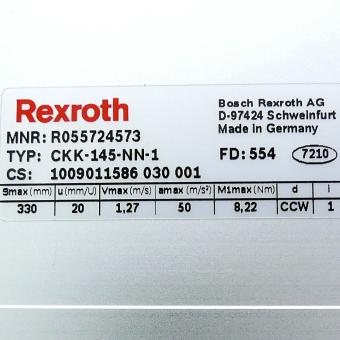 Rexroth
Bosch Rexroth AG
D-97424 Schweinfurt
Made in Germany
MNR: R055724573
TYP: CKK-145-NN-1
FD: 554 7210
CS: 1009011586 030 001
Smax (mm) u (mm/U) Vmax (m/s) amax (m/s²) M1max (Nm) d i
330 20 1,27 50 8,22 CCW 1